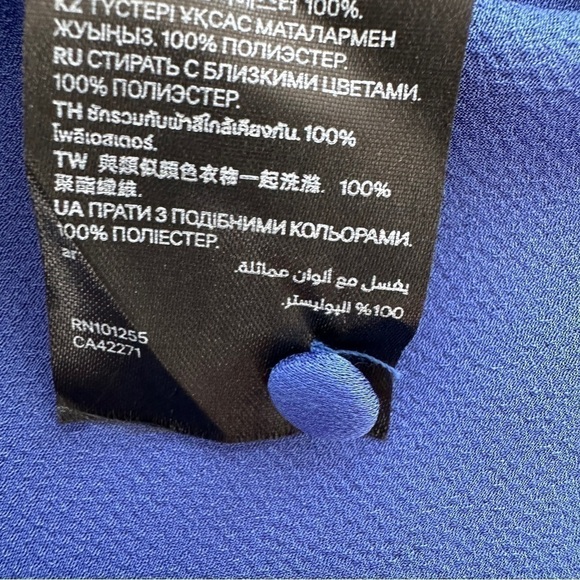 100%.
KZ ТҮСТЕРІ ҰҚСАС МАТАЛАРМЕН
ЖУЫҢЫЗ. 100% ПОЛИЭСТЕР.
RU СТИРАТЬ С БЛИЗКИМИ ЦВЕТАМИ.
100% ПОЛИЭСТЕР.
TH ซักรวมกับผ้าสีใกล้เคียงกัน. 100%
โพลีเอสเตอร์.
TW 與類似顏色衣物一起洗滌. 100%
聚酯纖維.
UA ПРАТИ З ПОДІБНИМИ КОЛЬОРАМИ.
100% ПОЛІЕСТЕР.
ar
يغسل مع ألوان مماثلة.
100% البوليستر.
RN101255
CA42271